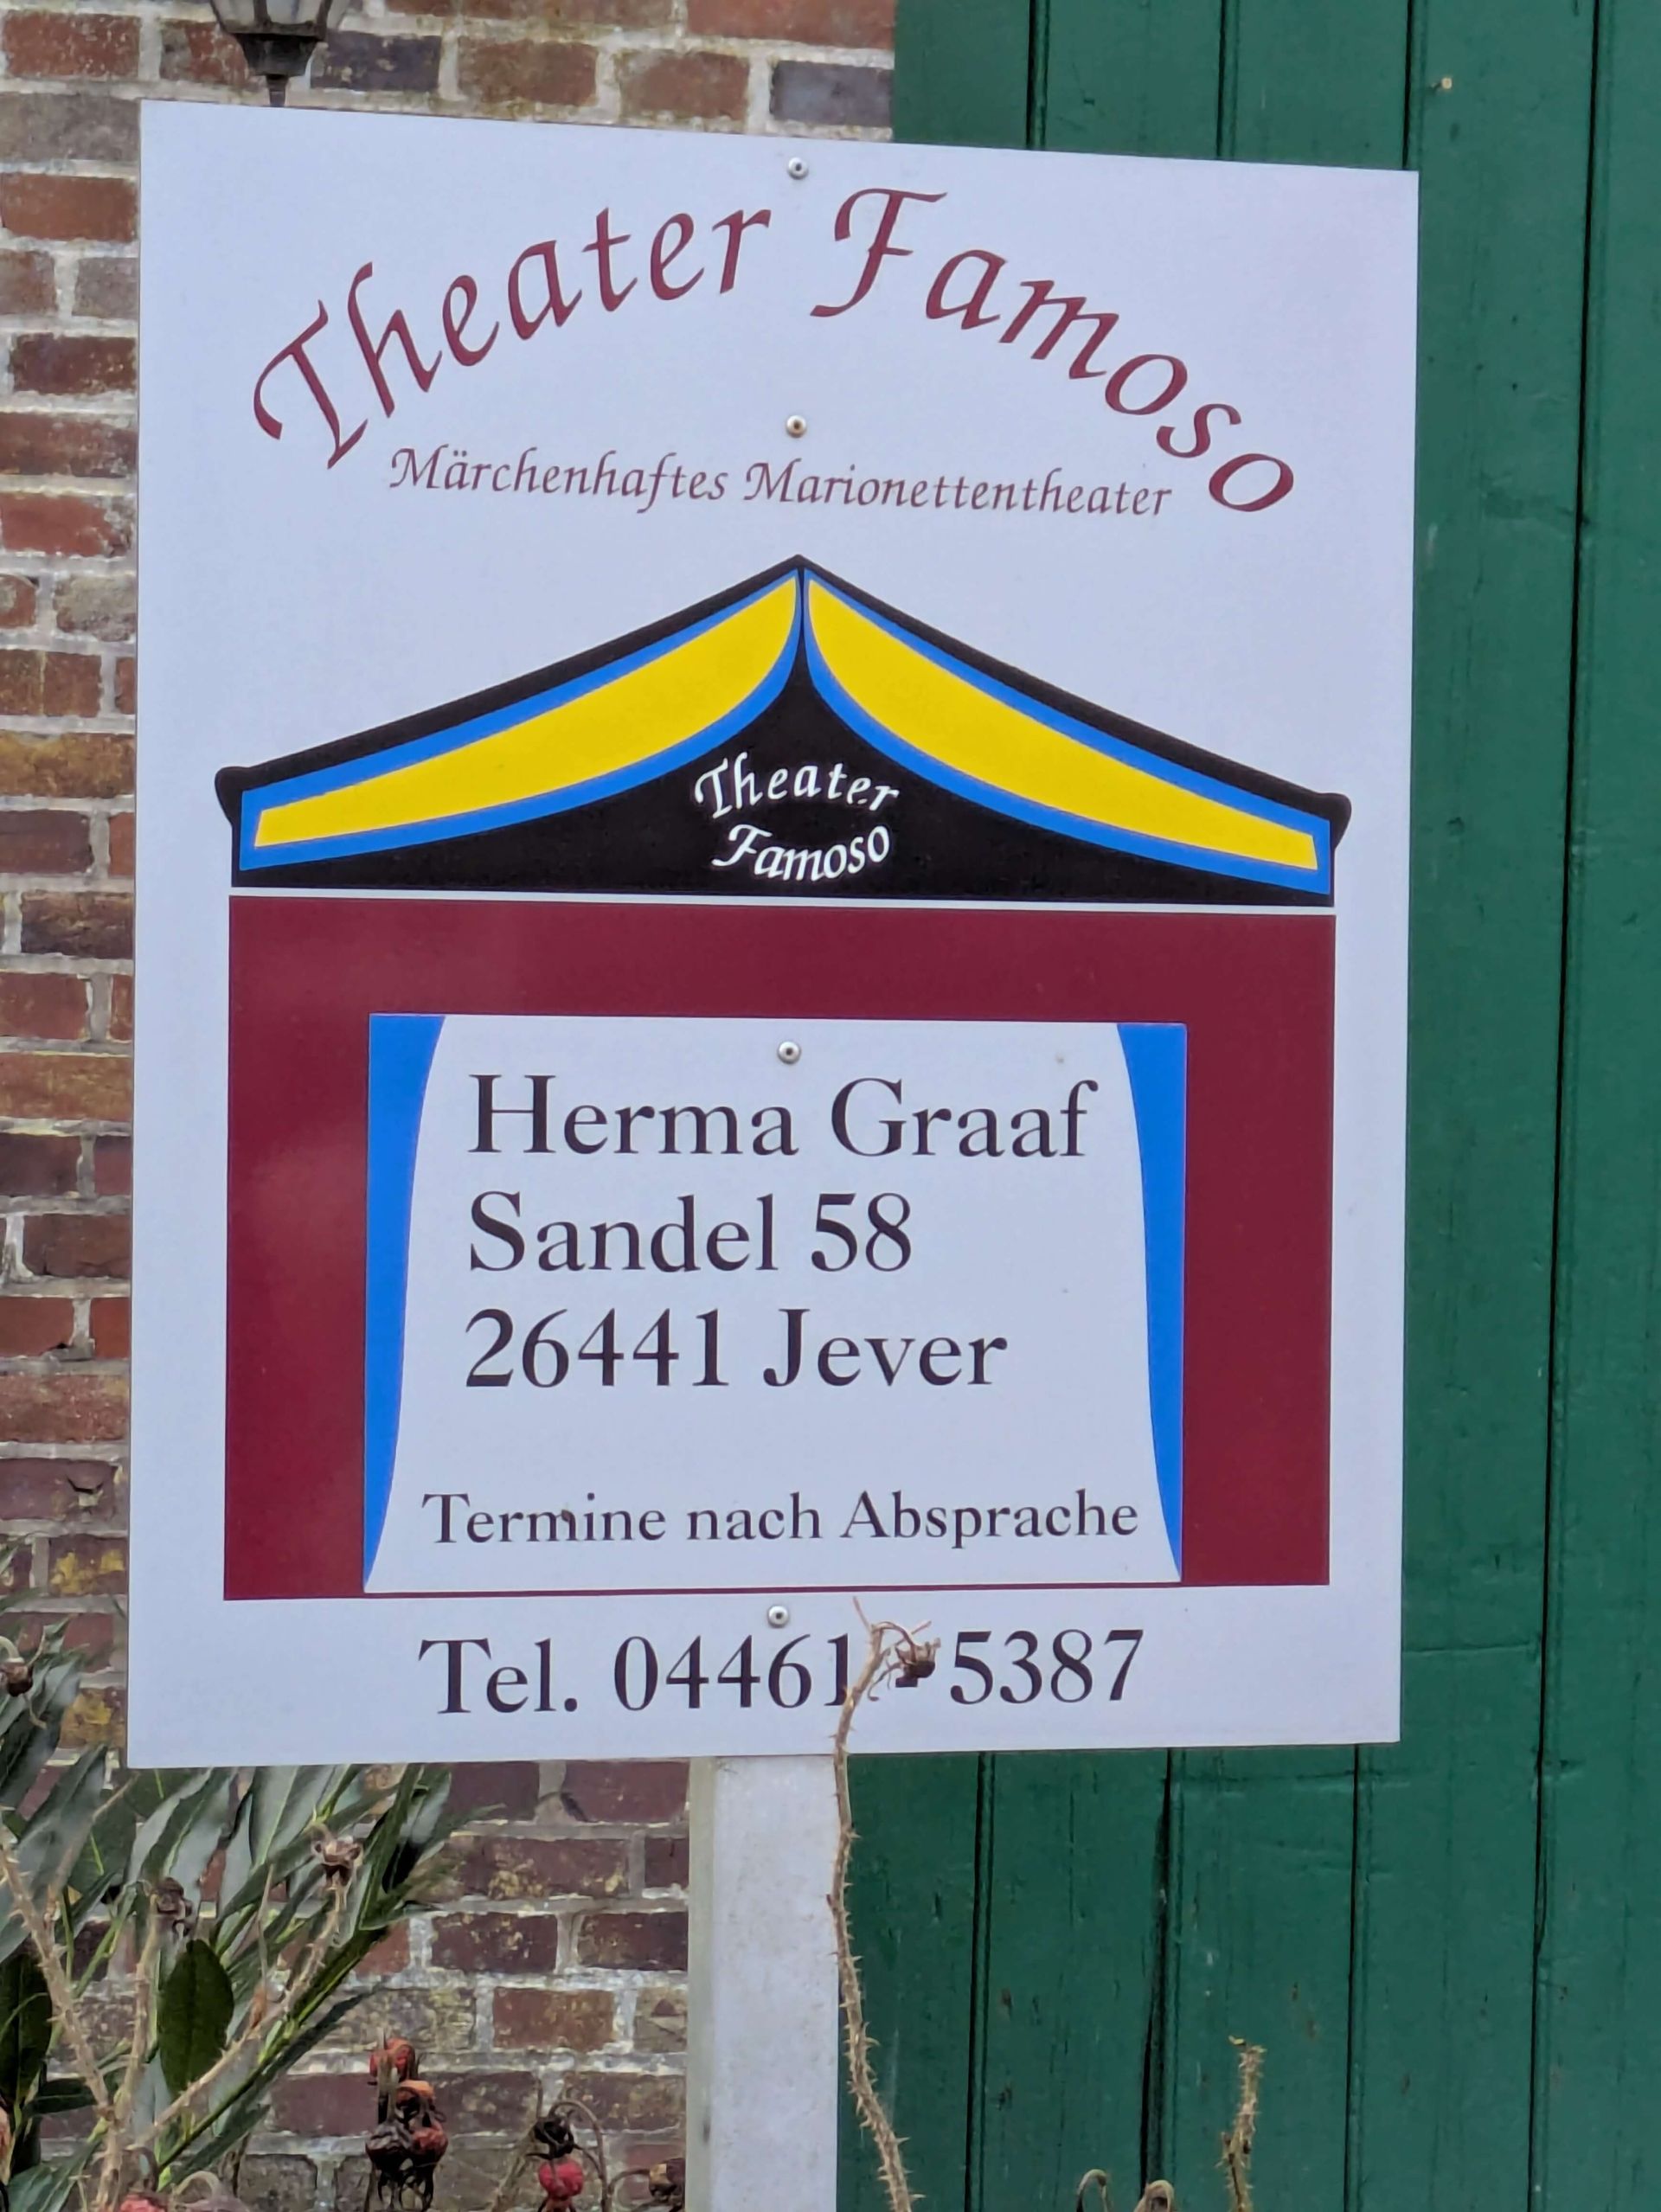 Theater Famoso
Märchenhaftes Marionettentheater
Theater
Famoso
Herma Graaf
Sandel 58
26441 Jever
Termine nach Absprache
Tel. 04461 - 5387